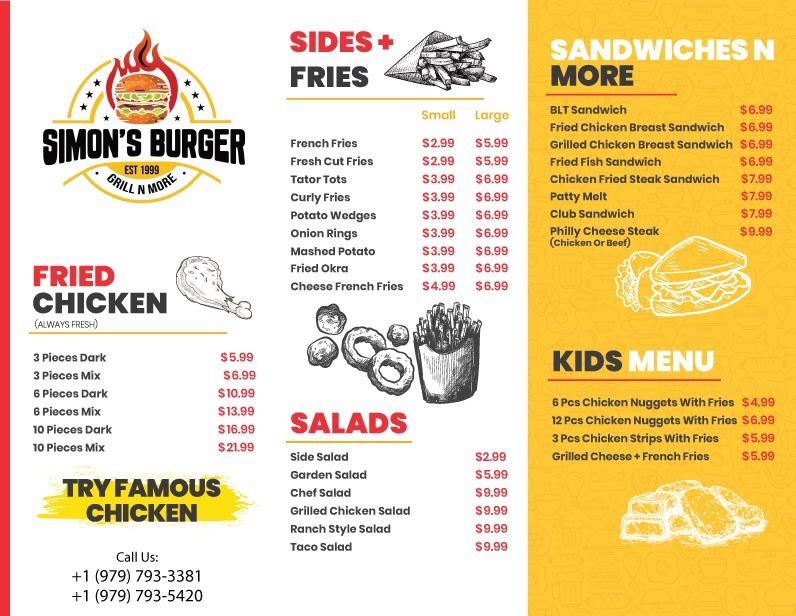 SIMON'S BURGER
EST 1999
GRILL N MORE
FRIED
CHICKEN
(ALWAYS FRESH)
3 Pieces Dark $5.99
3 Pieces Mix $6.99
6 Pieces Dark $10.99
6 Pieces Mix $13.99
10 Pieces Dark $16.99
10 Pieces Mix $21.99
TRY FAMOUS
CHICKEN
Call Us:
+1 (979) 793-3381
+1 (979) 793-5420
SIDES +
FRIES
Small Large
French Fries $2.99 $5.99
Fresh Cut Fries $2.99 $5.99
Tator Tots $3.99 $6.99
Curly Fries $3.99 $6.99
Potato Wedges $3.99 $6.99
Onion Rings $3.99 $6.99
Mashed Potato $3.99 $6.99
Fried Okra $3.99 $6.99
Cheese French Fries $4.99 $6.99
SALADS
Side Salad $2.99
Garden Salad $5.99
Chef Salad $9.99
Grilled Chicken Salad $9.99
Ranch Style Salad $9.99
Taco Salad $9.99
SANDWICHES N
MORE
BLT Sandwich $6.99
Fried Chicken Breast Sandwich $6.99
Grilled Chicken Breast Sandwich $6.99
Fried Fish Sandwich $6.99
Chicken Fried Steak Sandwich $7.99
Patty Melt $7.99
Club Sandwich $7.99
Philly Cheese Steak $9.99
(Chicken Or Beef)
KIDS MENU
6 Pcs Chicken Nuggets With Fries $4.99
12 Pcs Chicken Nuggets With Fries $6.99
3 Pcs Chicken Strips With Fries $5.99
Grilled Cheese + French Fries $5.99